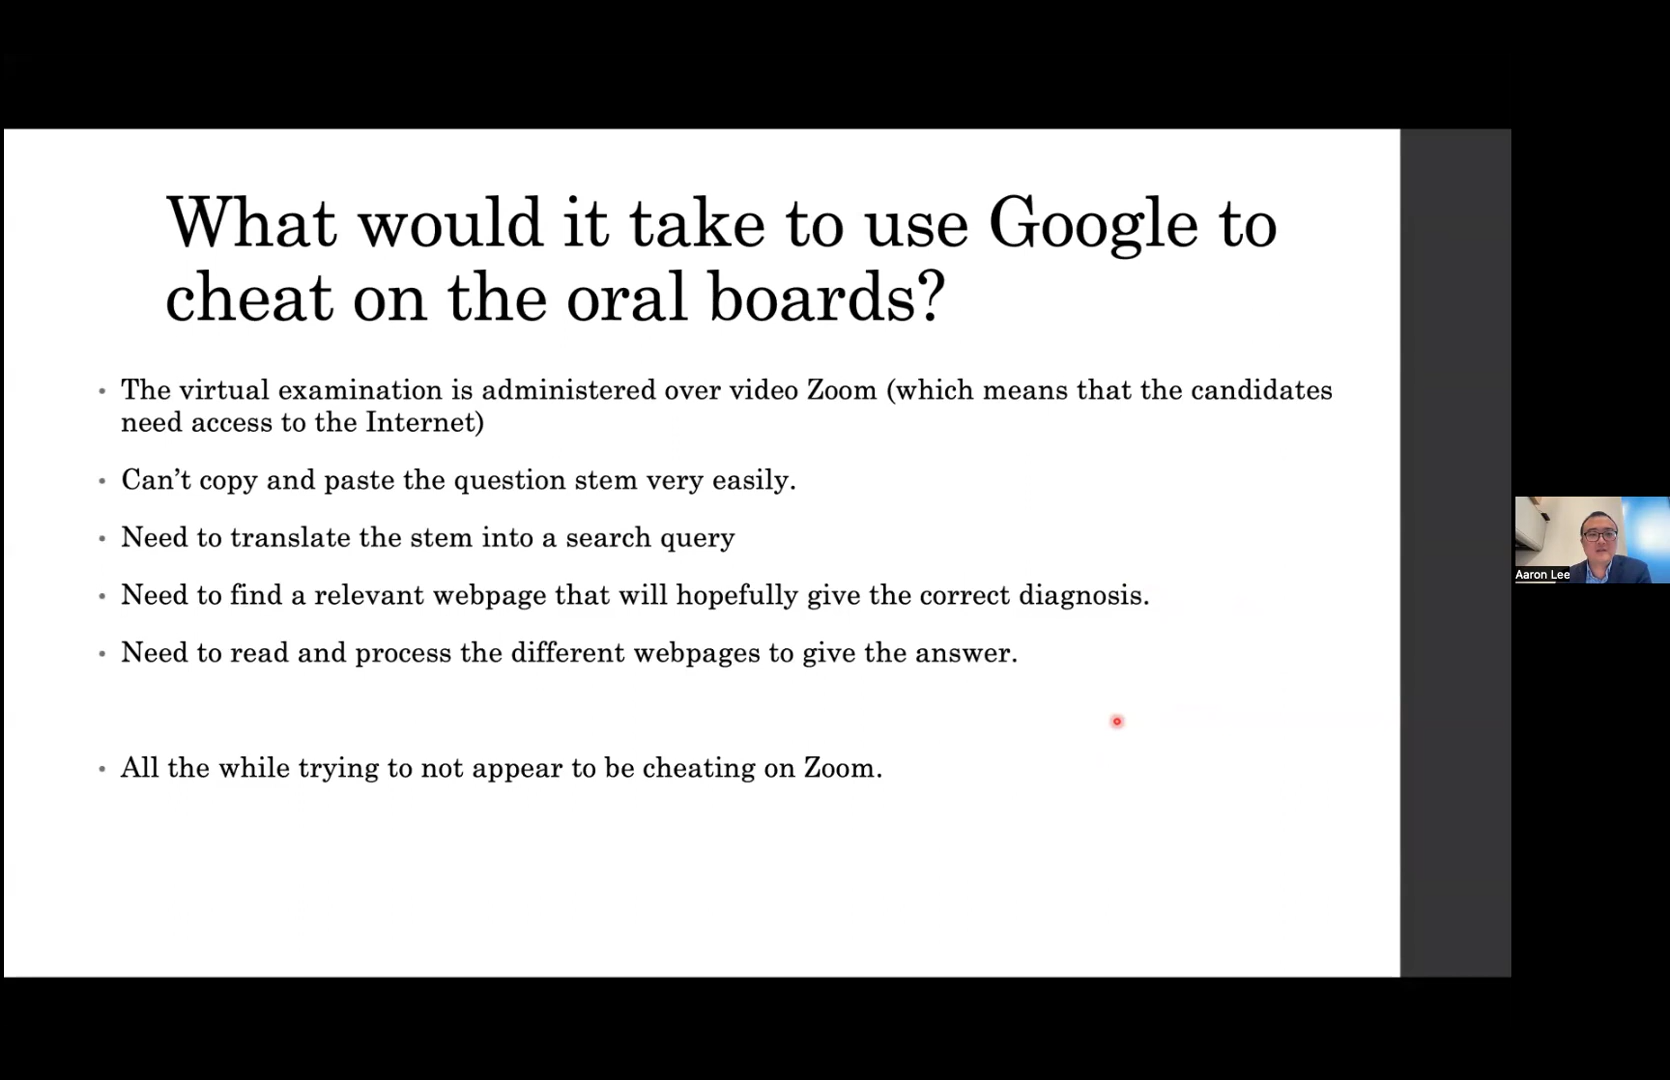 What would it take to use Google to
cheat on the oral boards?
• The virtual examination is administered over video Zoom (which means that the candidates
need access to the Internet)
• Can’t copy and paste the question stem very easily.
• Need to translate the stem into a search query
• Need to find a relevant webpage that will hopefully give the correct diagnosis.
• Need to read and process the different webpages to give the answer.
• All the while trying to not appear to be cheating on Zoom.
Aaron Lee